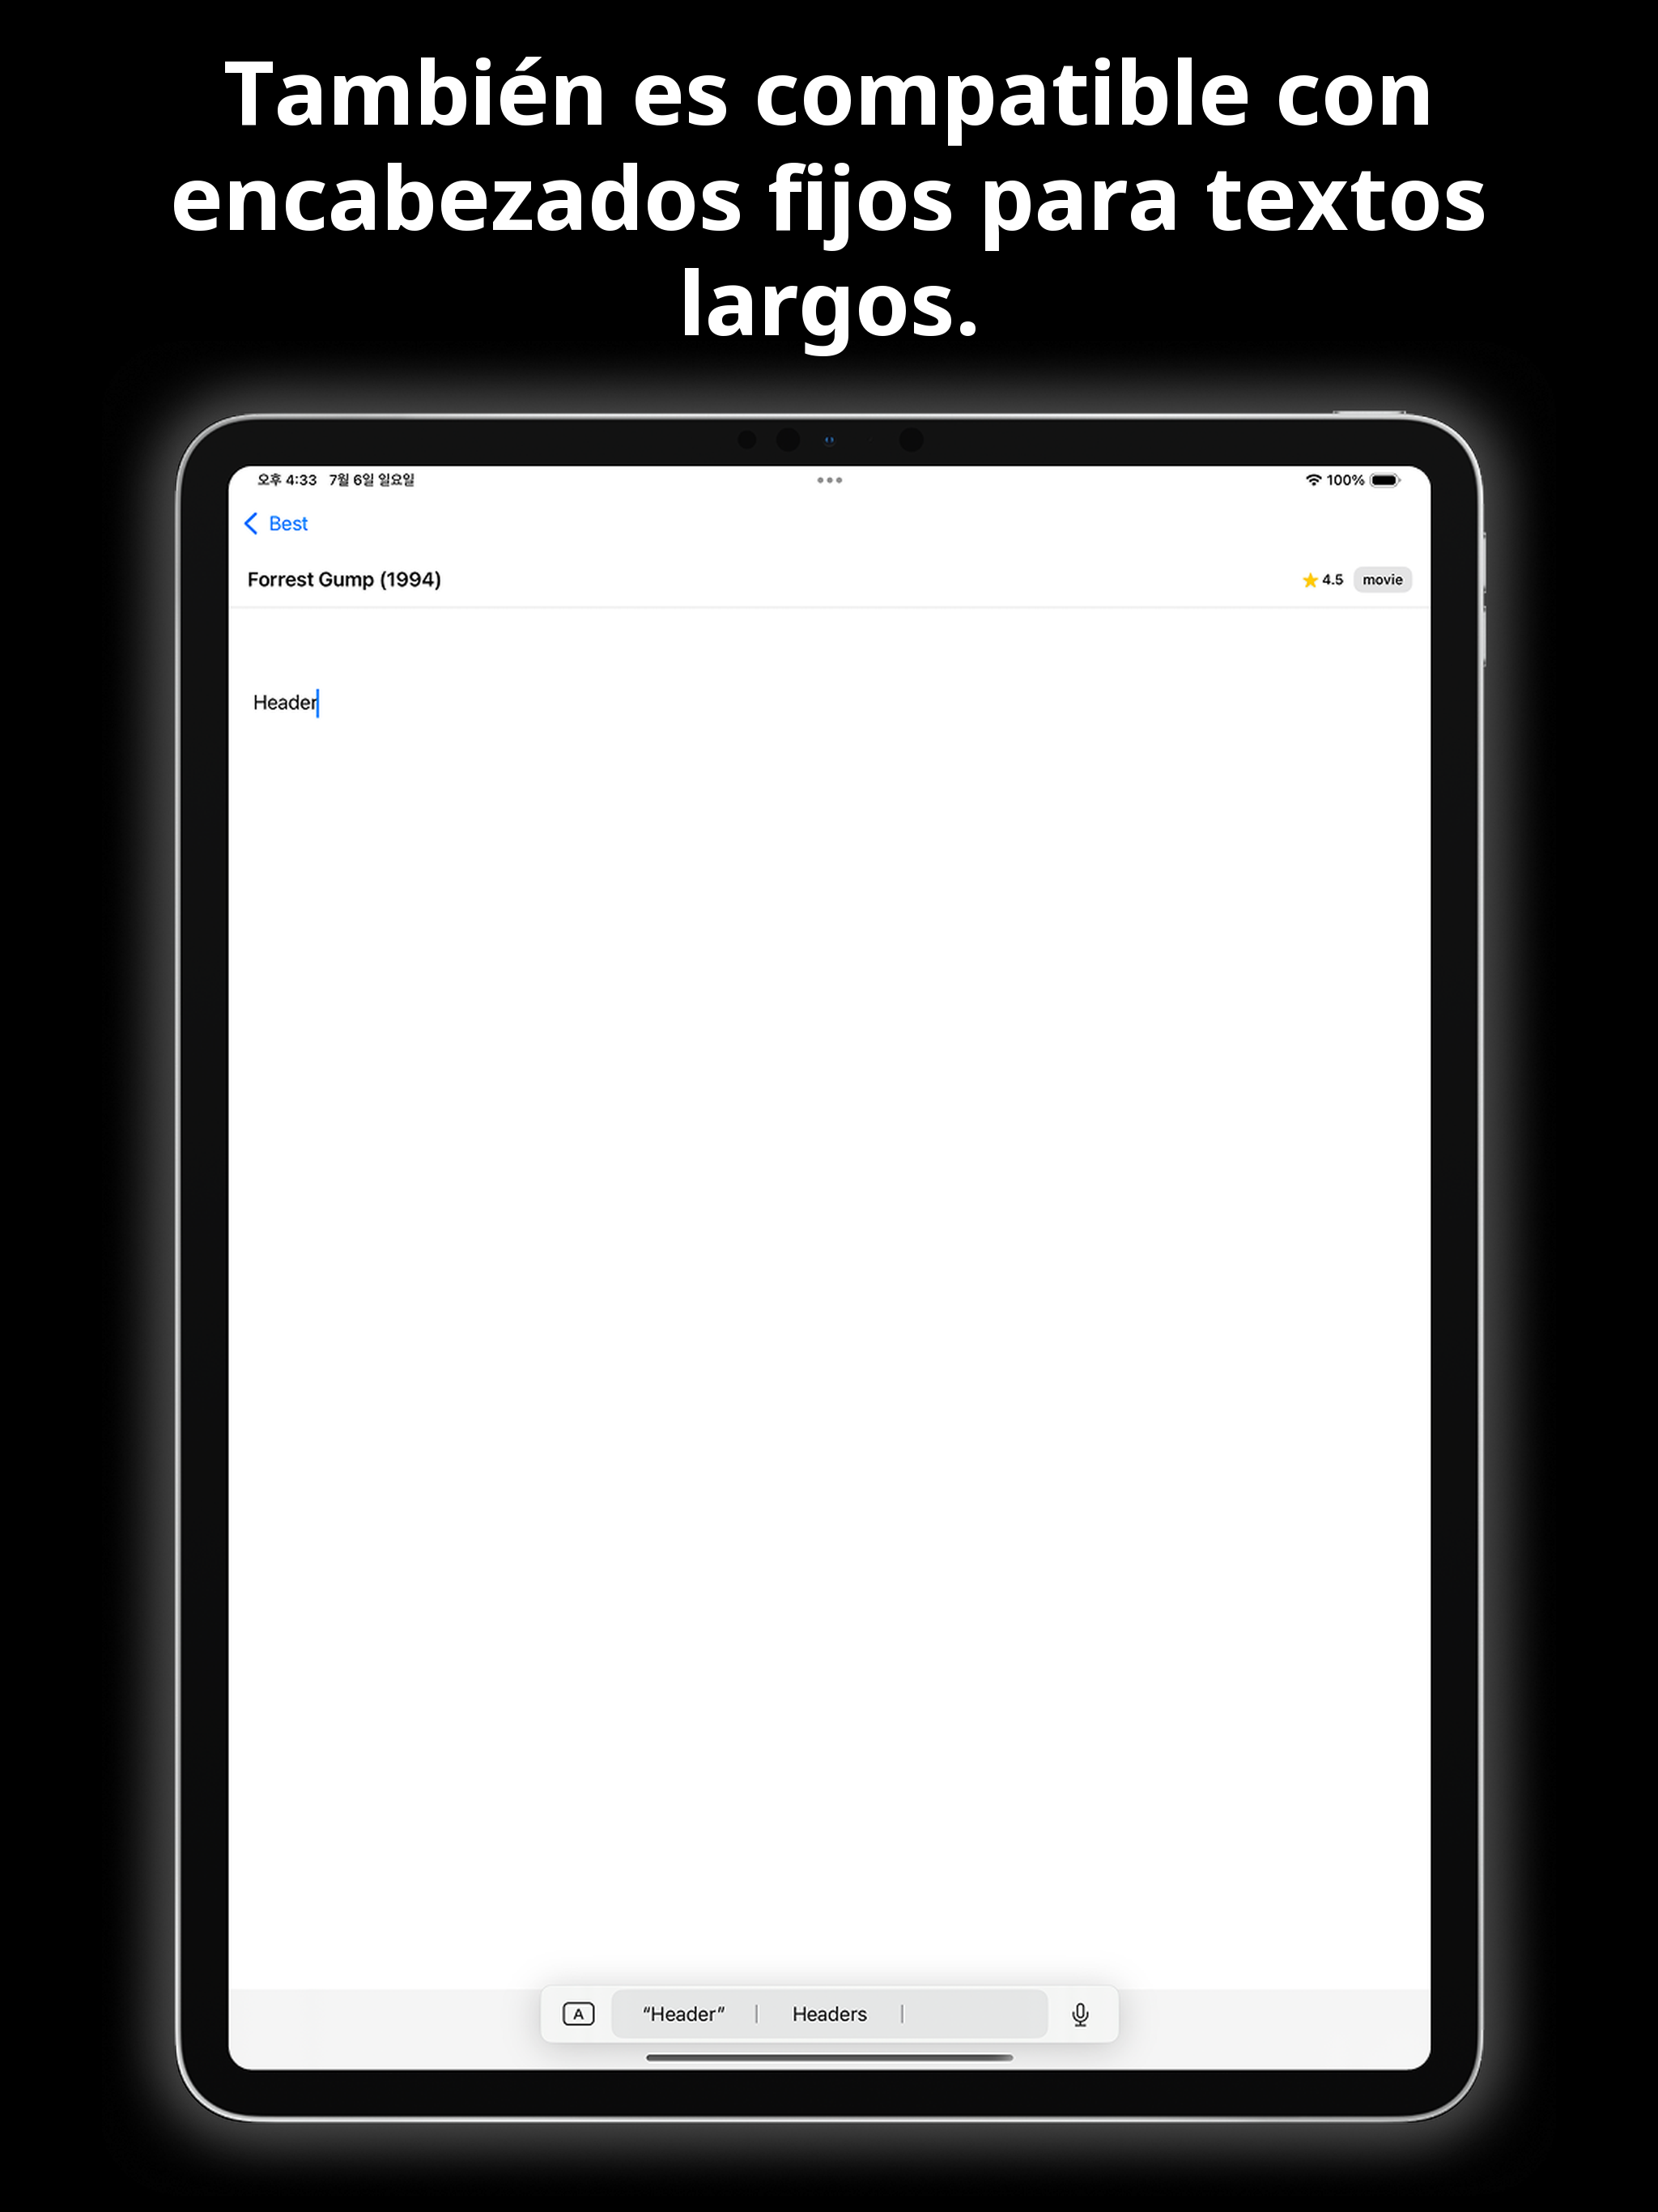 También es compatible con
encabezados fijos para textos
largos.
오후 4:33 7월 6일 일요일
100%
Best
Forrest Gump (1994)
4.5 movie
Header
A "Header" Headers